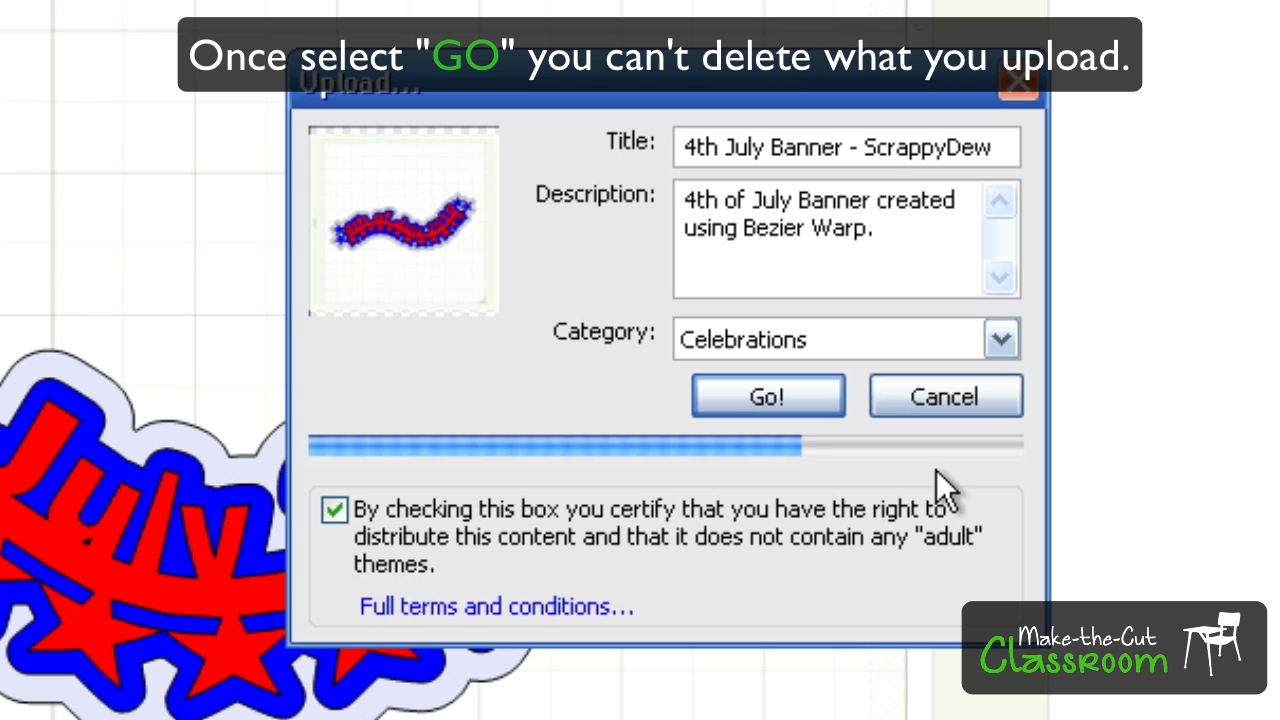 Once select "GO" you can't delete what you upload.
Upload...
Title:
4th July Banner - ScrappyDew
Description:
4th of July Banner created
using Bezier Warp.
Category:
Celebrations
Go!
Cancel
By checking this box you certify that you have the right to
distribute this content and that it does not contain any "adult"
themes.
Full terms and conditions...
July
Make-the-Cut
Classroom